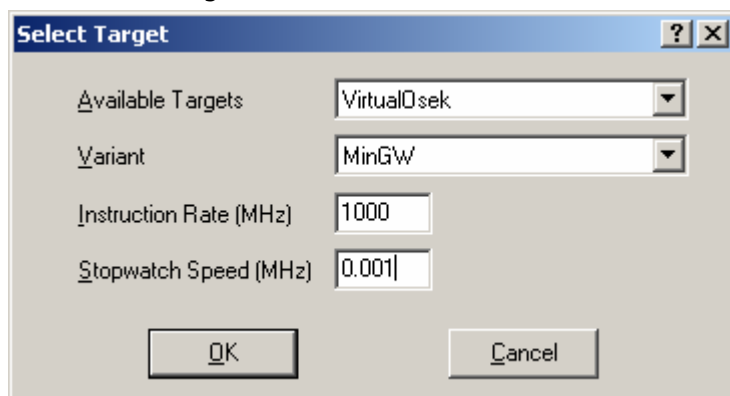 Select Target
Available Targets VirtualOsek
Variant MinGW
Instruction Rate (MHz) 1000
Stopwatch Speed (MHz) 0.001
OK Cancel